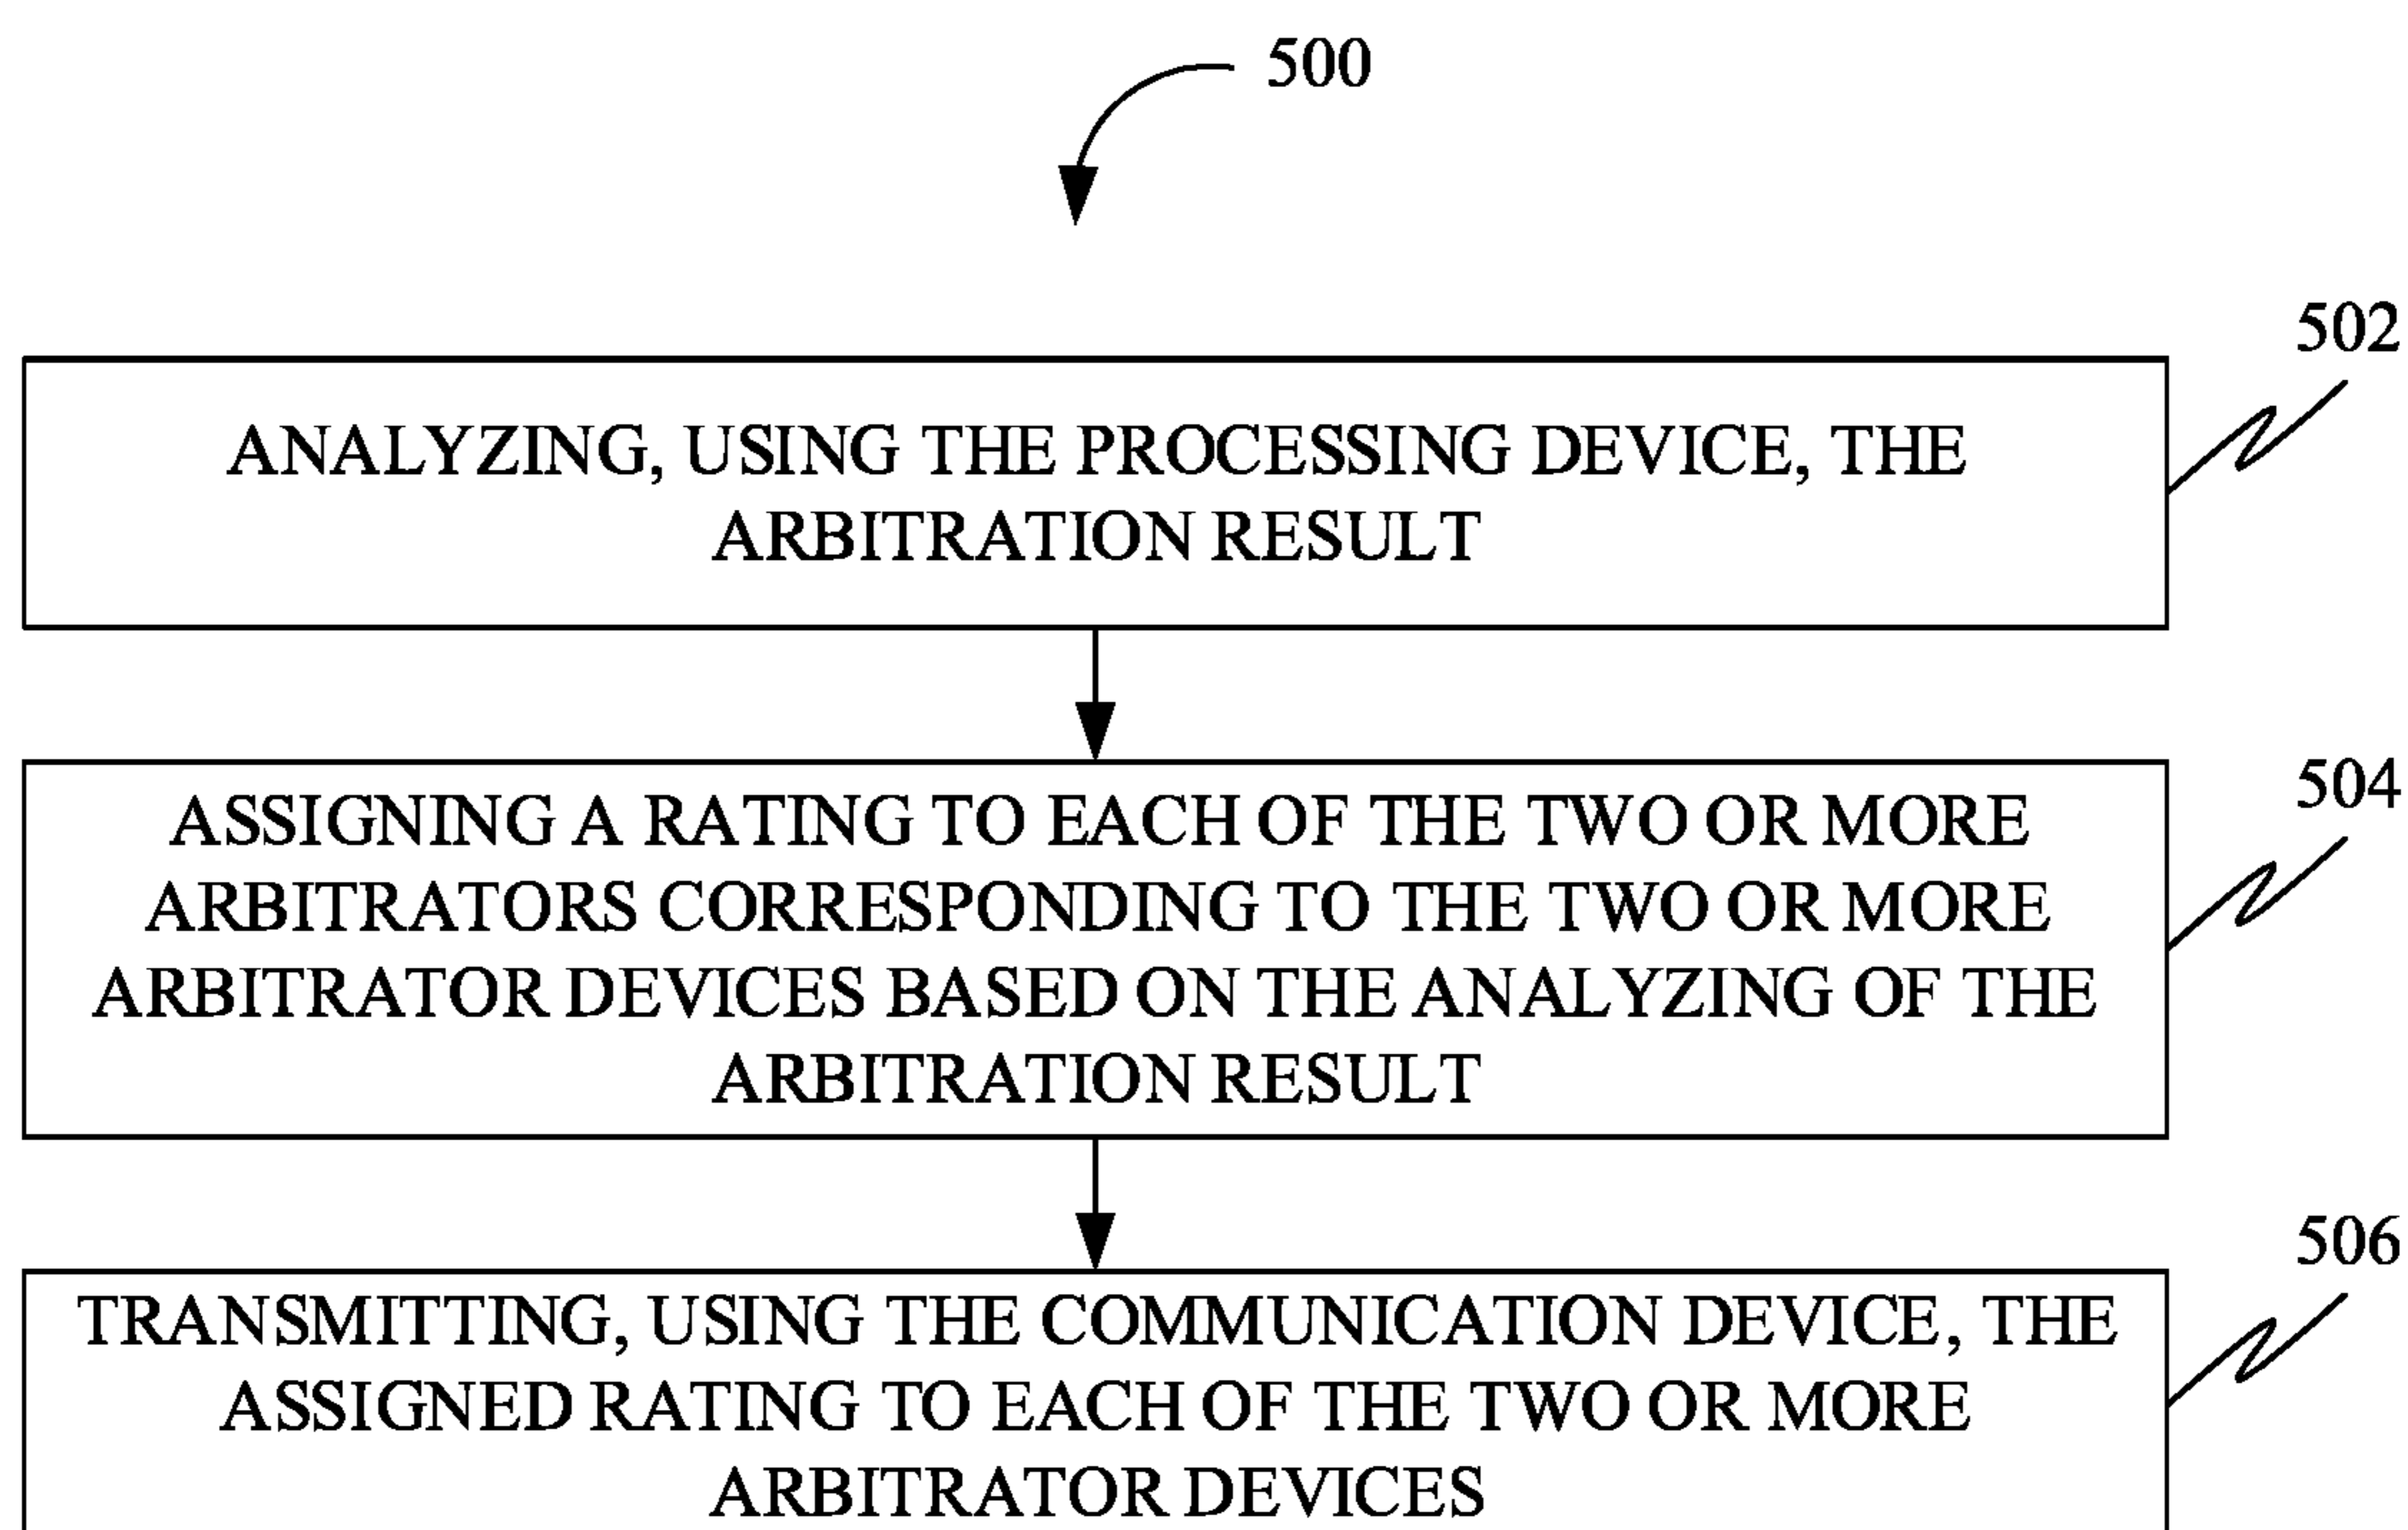 500
502
ANALYZING, USING THE PROCESSING DEVICE, THE
ARBITRATION RESULT
504
ASSIGNING A RATING TO EACH OF THE TWO OR MORE
ARBITRATORS CORRESPONDING TO THE TWO OR MORE
ARBITRATOR DEVICES BASED ON THE ANALYZING OF THE
ARBITRATION RESULT
506
TRANSMITTING, USING THE COMMUNICATION DEVICE, THE
ASSIGNED RATING TO EACH OF THE TWO OR MORE
ARBITRATOR DEVICES